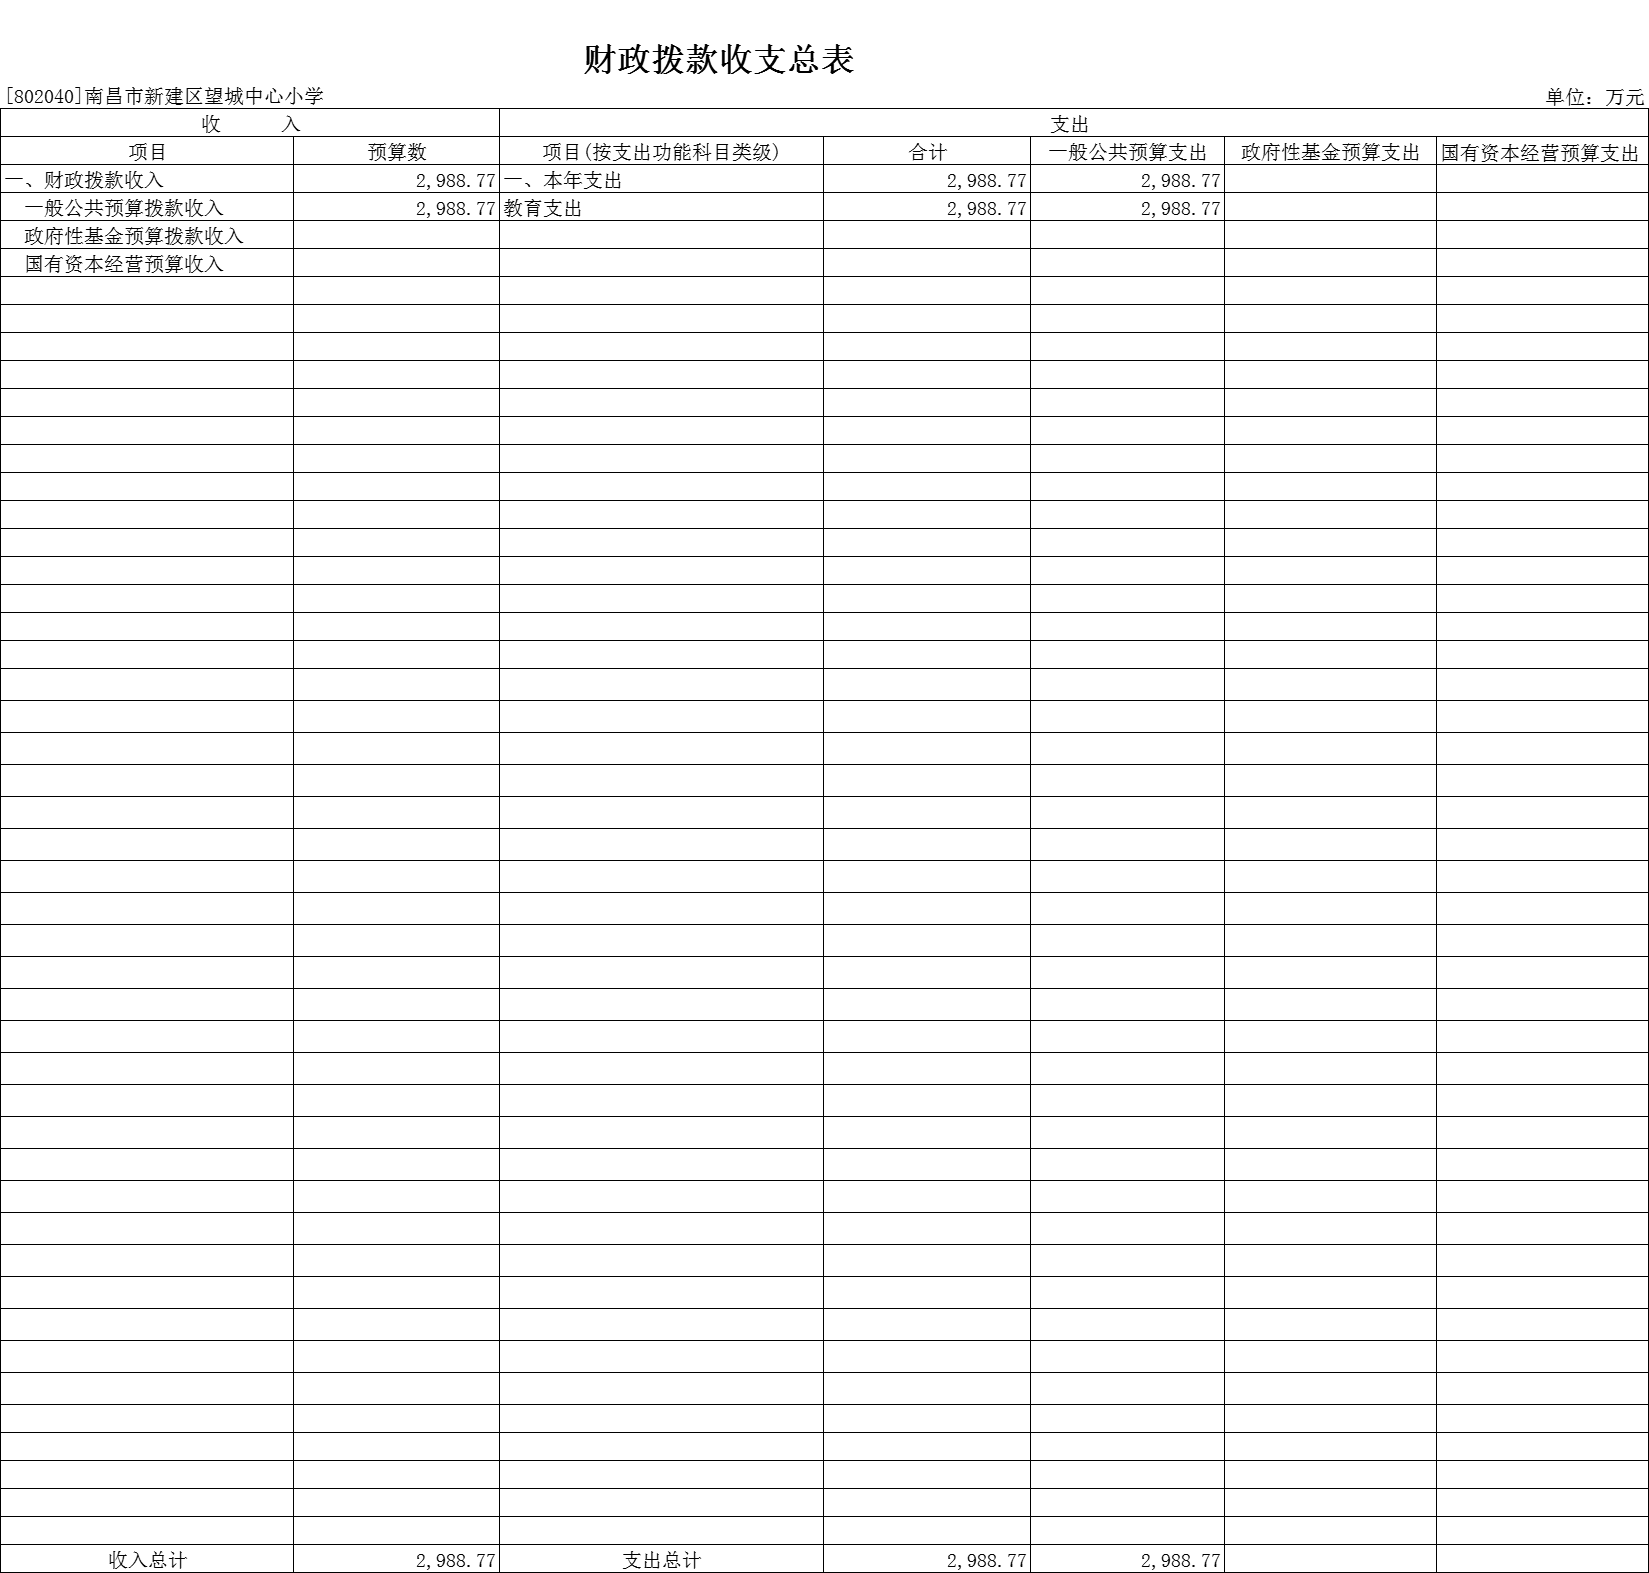 财政拨款收支总表
[802040]南昌市新建区望城中心小学 单位：万元
收 入 支出
项目 预算数 项目(按支出功能科目类级) 合计 一般公共预算支出 政府性基金预算支出 国有资本经营预算支出
一、财政拨款收入 2,988.77 一、本年支出 2,988.77 2,988.77
一般公共预算拨款收入 2,988.77 教育支出 2,988.77 2,988.77
政府性基金预算拨款收入
国有资本经营预算收入
收入总计 2,988.77 支出总计 2,988.77 2,988.77